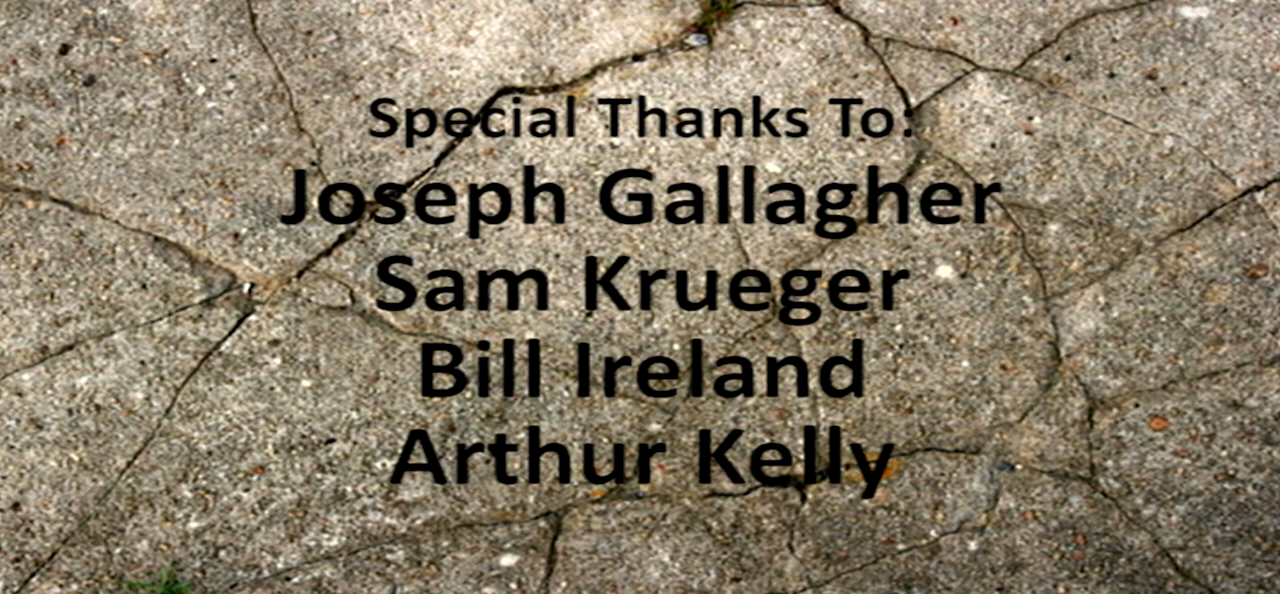 Special Thanks To:
Joseph Gallagher
Sam Krueger
Bill Ireland
Arthur Kelly